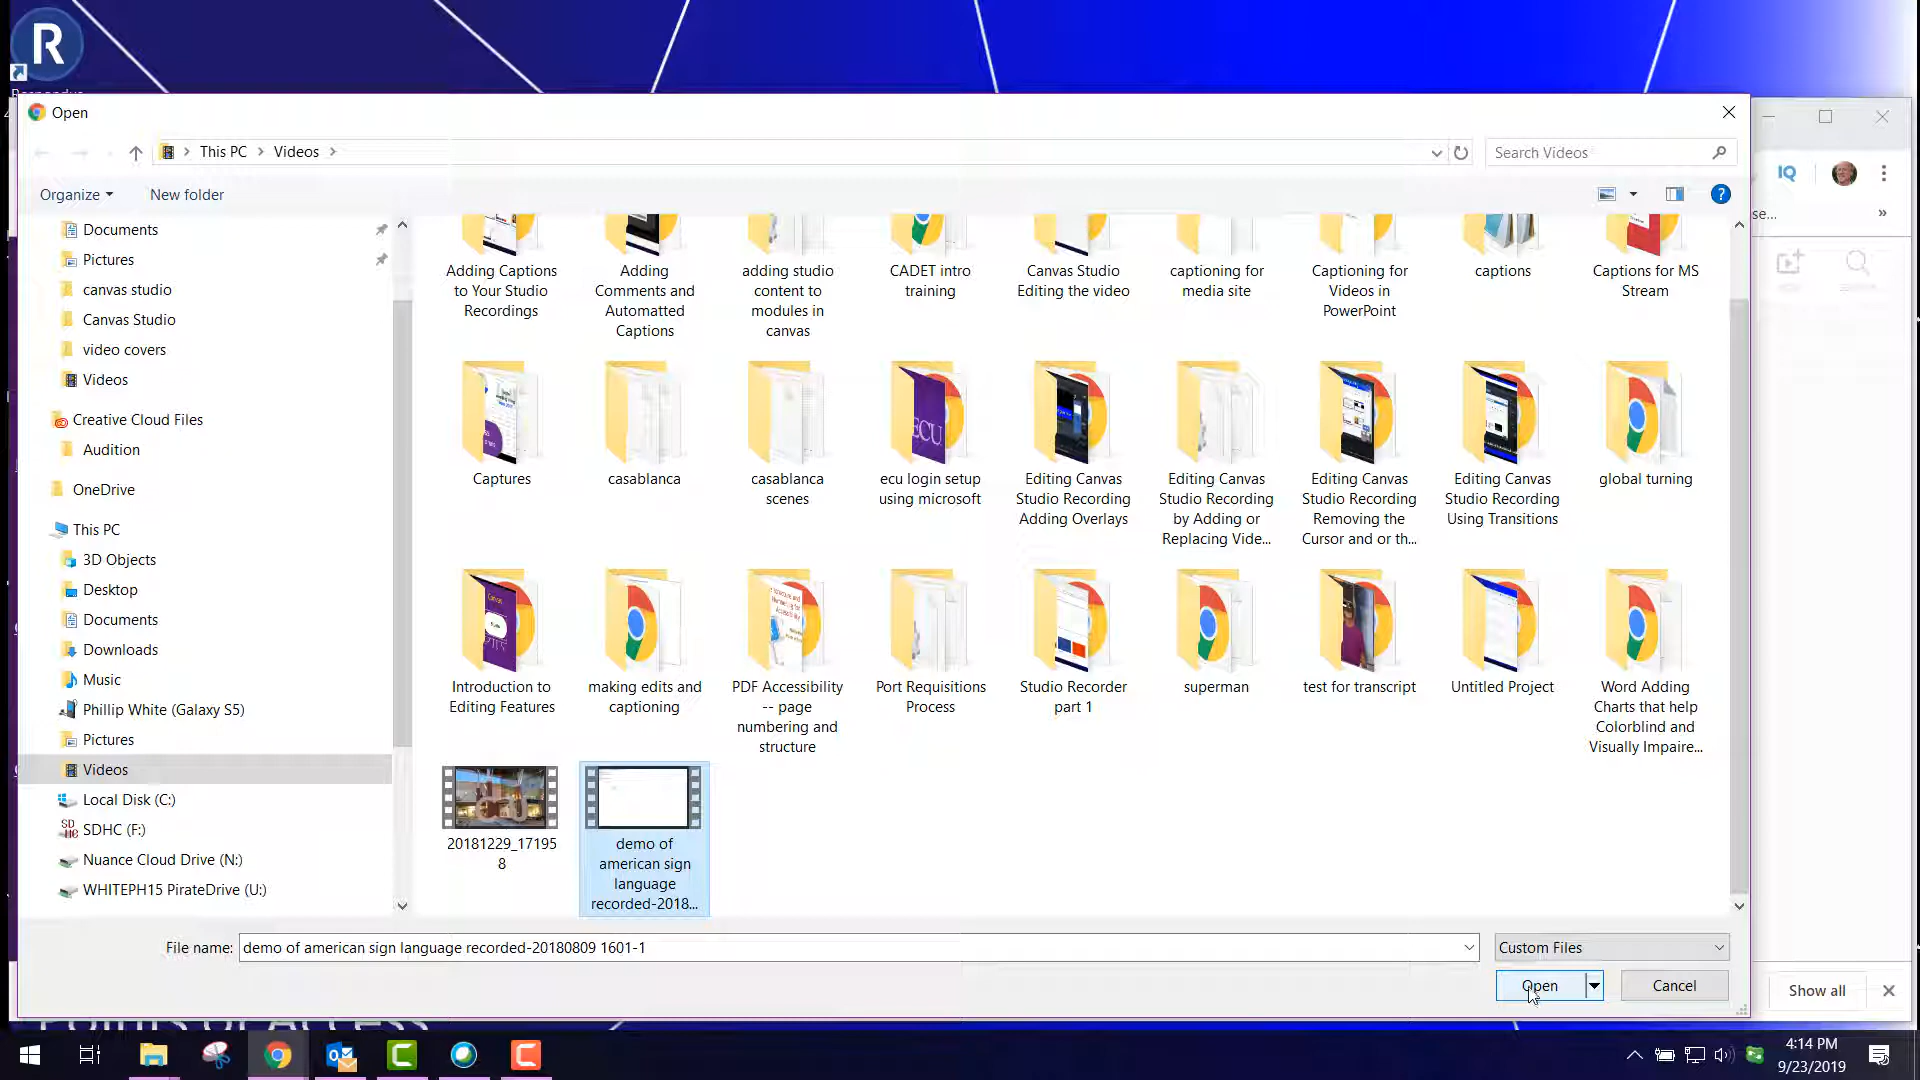 R
Open
This PC
Videos
Search Videos
IQ
Organize
New folder
?
se...
»
Documents
Pictures
canvas studio
Canvas Studio
video covers
Videos
Creative Cloud Files
Audition
OneDrive
This PC
3D Objects
Desktop
Documents
Downloads
Music
Phillip White (Galaxy S5)
Pictures
Videos
Local Disk (C:)
SDHC (F:)
Nuance Cloud Drive (N:)
WHITEPH15 PirateDrive (U:)
Adding Captions
to Your Studio
Recordings
Adding
Comments and
Automatted
Captions
adding studio
content to
modules in
canvas
CADET intro
training
Canvas Studio
Editing the video
captioning for
media site
Captioning for
Videos in
PowerPoint
captions
Captions for MS
Stream
Captures
casablanca
casablanca
scenes
ECU
ecu login setup
using microsoft
Editing Canvas
Studio Recording
Adding Overlays
Editing Canvas
Studio Recording
by Adding or
Replacing Vide...
Editing Canvas
Studio Recording
Removing the
Cursor and or th...
Editing Canvas
Studio Recording
Using Transitions
global turning
Introduction to
Editing Features
making edits and
captioning
PDF Accessibility
-- page
numbering and
structure
Port Requisitions
Process
Studio Recorder
part 1
superman
test for transcript
Untitled Project
Word Adding
Charts that help
Colorblind and
Visually Impaire...
20181229_17195
8
demo of
american sign
language
recorded-2018...
File name:
demo of american sign language recorded-20180809 1601-1
Custom Files
Open
Cancel
Show all
4:14 PM
9/23/2019